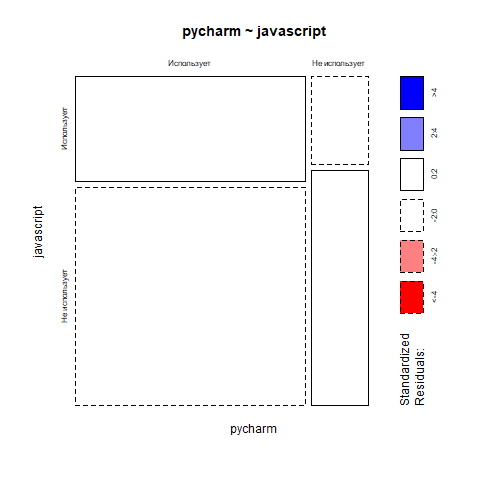 pycharm ~ javascript
Использует
Не использует
Использует
Не использует
javascript
pycharm
>4
2:4
0:2
-2:0
-4:-2
<-4
Standardized
Residuals: